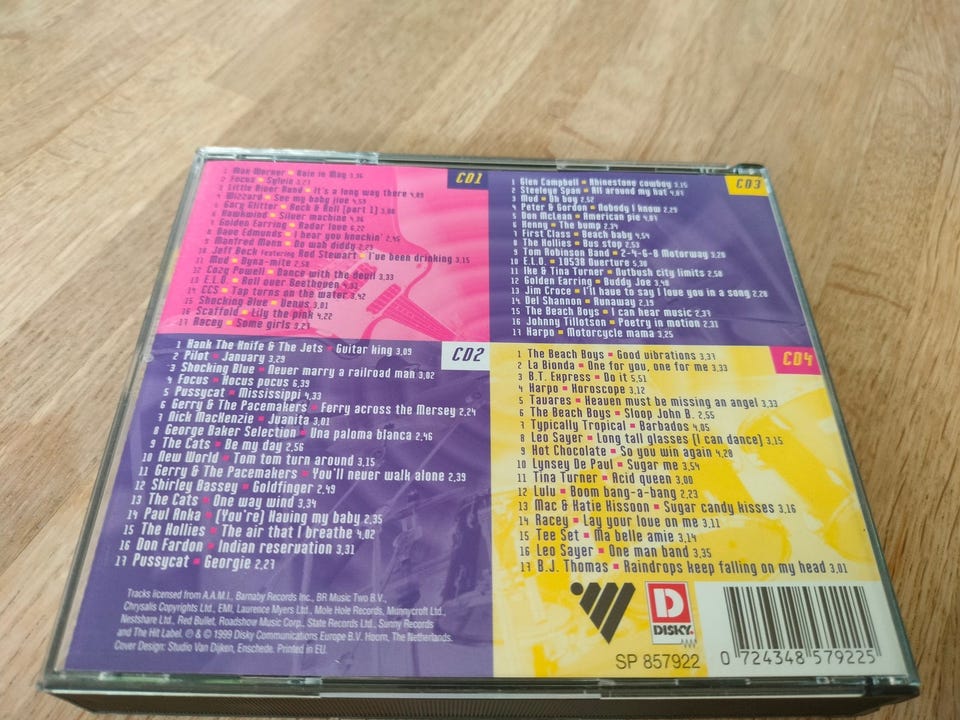 CD1
1 Max Werner ▪ Rain in May 3,36
2 Focus ▪ Sylvia 3,27
3 Little River Band ▪ It's a long way there 4,09
4 Wizzard ▪ See my baby jive 4,59
5 Gary Glitter ▪ Rock & Roll (part 1) 3,00
6 Hawkwind ▪ Silver machine 4,36
7 Golden Earring ▪ Radar love 6,22
8 Dave Edmunds ▪ I hear you knockin' 2,45
9 Manfred Mann ▪ Do wah diddy 2,23
10 Jeff Beck featuring Rod Stewart ▪ I've been drinking 3,15
11 Mud ▪ Dyna-mite 2,58
12 Cozy Powell ▪ Dance with the devil 3,33
13 E.L.O. ▪ Roll over Beethoven 4,31
14 CCS ▪ Tap turns on the water 3,42
15 Shocking Blue ▪ Venus 3,01
16 Scaffold ▪ Lily the pink 4,22
17 Racey ▪ Some girls 3,23
CD2
1 Hank The Knife & The Jets ▪ Guitar king 3,09
2 Pilot ▪ January 3,29
3 Shocking Blue ▪ Never marry a railroad man 3,02
4 Focus ▪ Hocus pocus 6,39
5 Pussycat ▪ Mississippi 4,33
6 Gerry & The Pacemakers ▪ Ferry across the Mersey 2,24
7 Nick MacKenzie ▪ Juanita 3,01
8 George Baker Selection ▪ Una paloma blanca 2,46
9 The Cats ▪ Be my day 2,56
10 New World ▪ Tom tom turn around 3,15
11 Gerry & The Pacemakers ▪ You'll never walk alone 2,39
12 Shirley Bassey ▪ Goldfinger 2,49
13 The Cats ▪ One way wind 3,34
14 Paul Anka ▪ (You're) Having my baby 2,35
15 The Hollies ▪ The air that I breathe 4,02
16 Don Fardon ▪ Indian reservation 3,31
17 Pussycat ▪ Georgie 2,27
Tracks licensed from A.A.M.I., Barnaby Records Inc., BR Music Two B.V.,
Chrysalis Copyrights Ltd., EMI, Laurence Myers Ltd., Mole Hole Records, Munnycroft Ltd.,
Nestshare Ltd., Red Bullet, Roadshow Music Corp., State Records Ltd., Sunny Records
and The Hit Label. ℗ & © 1999 Disky Communications Europe B.V. Hoorn, The Netherlands.
Cover Design: Studio Van Dijken, Enschede. Printed in EU.
CD3
1 Glen Campbell ▪ Rhinestone cowboy 3,15
2 Steeleye Span ▪ All around my hat 4,07
3 Mud ▪ Oh boy 2,52
4 Peter & Gordon ▪ Nobody I know 2,29
5 Don McLean ▪ American pie 4,01
6 Kenny ▪ The bump 2,34
7 First Class ▪ Beach baby 4,54
8 The Hollies ▪ Bus stop 2,53
9 Tom Robinson Band ▪ 2-4-6-8 Motorway 3,20
10 E.L.O. ▪ 10538 Overture 5,30
11 Ike & Tina Turner ▪ Nutbush city limits 2,58
12 Golden Earring ▪ Buddy Joe 3,48
13 Jim Croce ▪ I'll have to say I love you in a song 2,28
14 Del Shannon ▪ Runaway 2,19
15 The Beach Boys ▪ I can hear music 2,37
16 Johnny Tillotson ▪ Poetry in motion 2,31
17 Harpo ▪ Motorcycle mama 3,25
CD4
1 The Beach Boys ▪ Good vibrations 3,37
2 La Bionda ▪ One for you, one for me 3,33
3 B.T. Express ▪ Do it 5,51
4 Harpo ▪ Horoscope 3,12
5 Tavares ▪ Heaven must be missing an angel 3,33
6 The Beach Boys ▪ Sloop John B. 2,55
7 Typically Tropical ▪ Barbados 4,05
8 Leo Sayer ▪ Long tall glasses (I can dance) 3,15
9 Hot Chocolate ▪ So you win again 4,28
10 Lynsey De Paul ▪ Sugar me 3,54
11 Tina Turner ▪ Acid queen 3,00
12 Lulu ▪ Boom bang-a-bang 2,23
13 Mac & Katie Kissoon ▪ Sugar candy kisses 3,16
14 Racey ▪ Lay your love on me 3,11
15 Tee Set ▪ Ma belle amie 3,14
16 Leo Sayer ▪ One man band 3,35
17 B.J. Thomas ▪ Raindrops keep falling on my head 3,01
D
DISKY
SP 857922
0 724348 579225